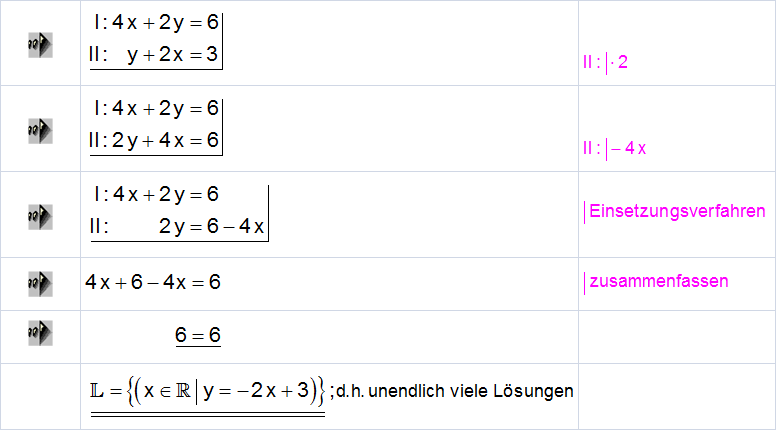 I: 4x + 2y = 6
II: y + 2x = 3
II: | · 2
I: 4x + 2y = 6
II: 2y + 4x = 6
II: | − 4x
I: 4x + 2y = 6
II: 2y = 6 − 4x
| Einsetzungsverfahren
4x + 6 − 4x = 6
| zusammenfassen
6 = 6
𝕃 = {(x ∈ ℝ | y = −2x + 3)}; d.h. unendlich viele Lösungen